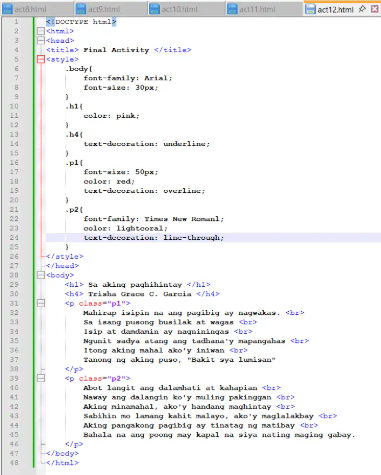 act8.html act9.html act10.html act11.html act12.html
1 <!DOCTYPE html>
2 <html>
3 <head>
4 <title> Final Activity </title>
5 <style>
6 .body{
7 font-family: Arial;
8 font-size: 30px;
9 }
10 .h1{
11 color: pink;
12 }
13 .h4{
14 text-decoration: underline;
15 }
16 .p1{
17 font-size: 50px;
18 color: red;
19 text-decoration: overline;
20 }
21 .p2{
22 font-family: Times New Romanl;
23 color: lightcoral;
24 text-decoration: line-through;
25 }
26 </style>
27 </head>
28 <body>
29 <h1> Sa aking paghihintay </h1>
30 <h4> Trisha Grace C. Garcia </h4>
31 <p class="p1">
32 Mahirap isipin na ang pagibig ay nagwakas. <br>
33 Sa isang pusong busilak at wagas <br>
34 Isip at damdamin ay nagniningas <br>
35 Ngunit sadya atang ang tadhana'y mapangahas <br>
36 Itong aking mahal ako'y iniwan <br>
37 Tanong ng aking puso, "Bakit sya lumisan"
38 </p>
39 <p class="p2">
40 Abot langit ang dalamhati at kahapian <br>
41 Naway ang dalangin ko'y muling pakinggan <br>
42 Aking minamahal, ako'y handang maghintay <br>
43 Sabihin mo lamang kahit malayo, ako'y maglalakbay <br>
44 Aking pangakong pagibig ay tinatag ng matibay <br>
45 Bahala na ang poong may kapal na siya nating maging gabay.
46 </p>
47 </body>
48 </html>